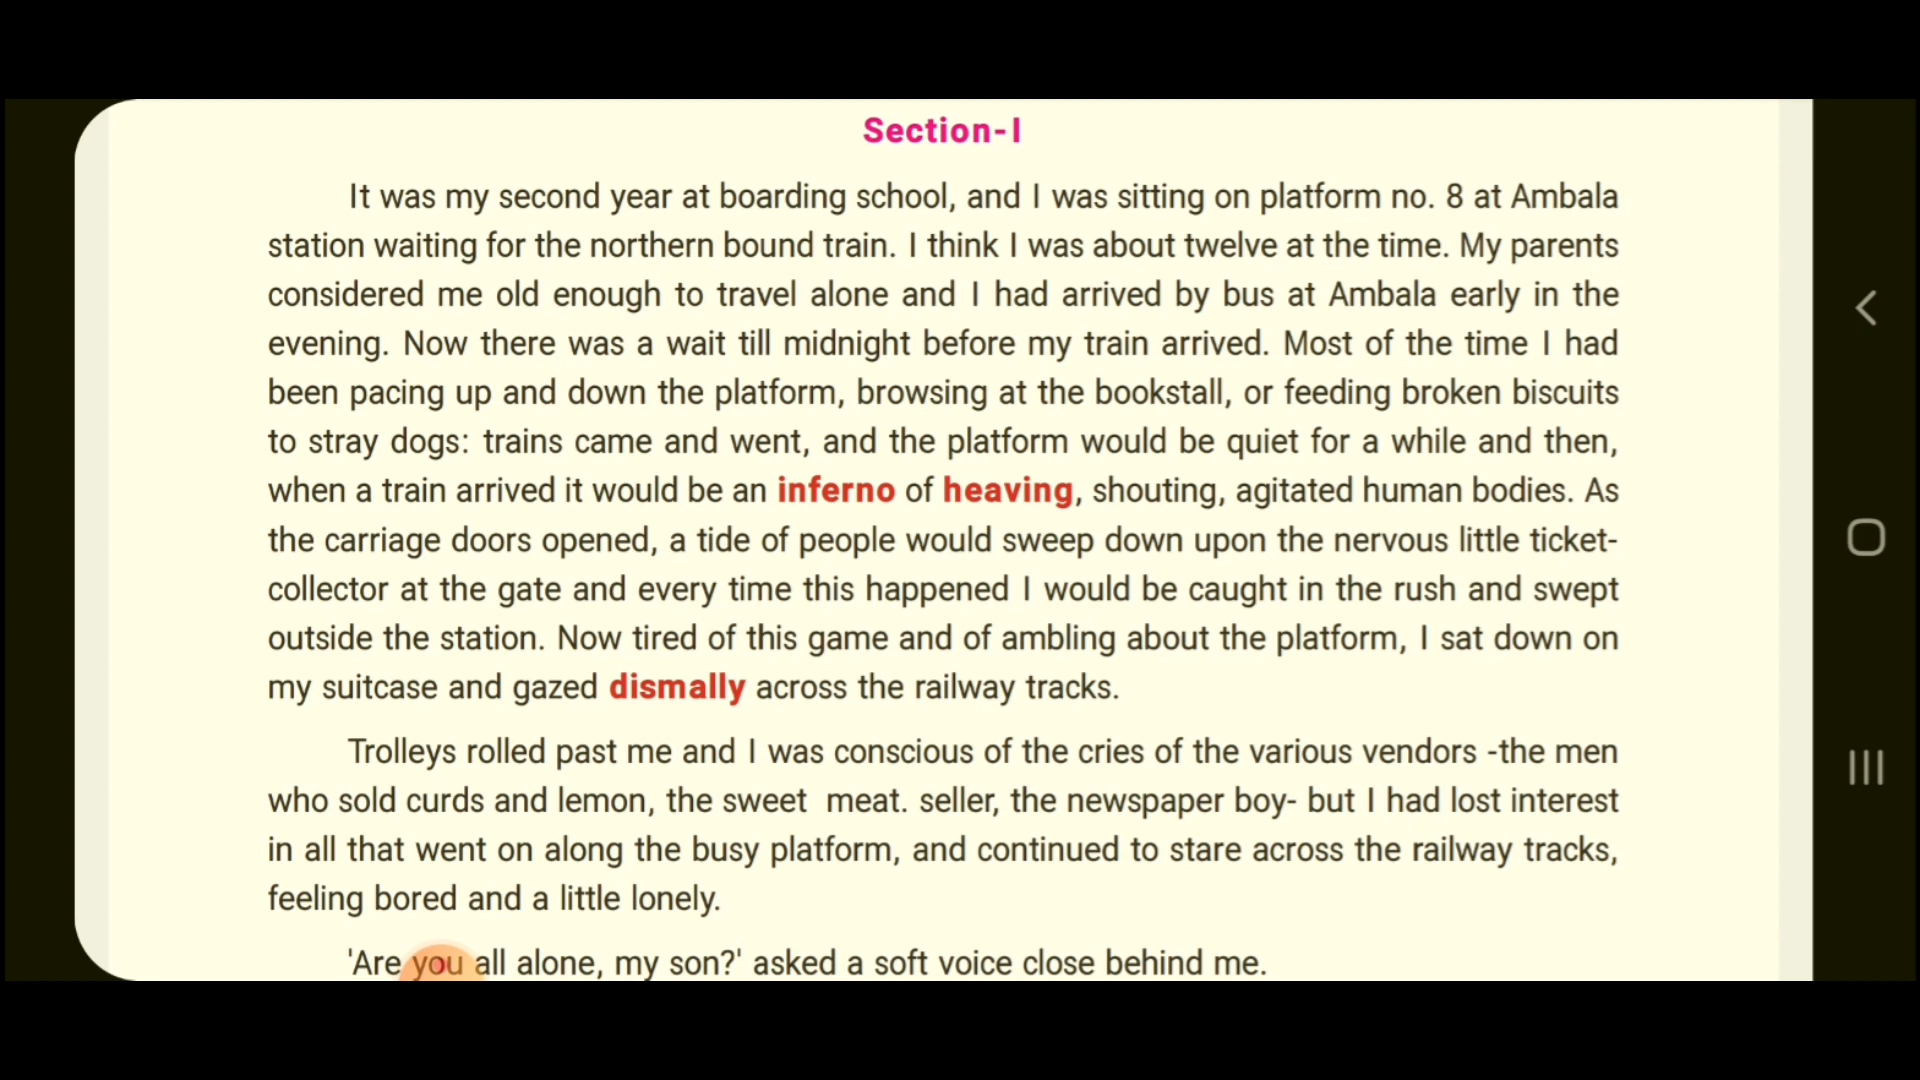 Section-I
It was my second year at boarding school, and I was sitting on platform no. 8 at Ambala
station waiting for the northern bound train. I think I was about twelve at the time. My parents
considered me old enough to travel alone and I had arrived by bus at Ambala early in the
evening. Now there was a wait till midnight before my train arrived. Most of the time I had
been pacing up and down the platform, browsing at the bookstall, or feeding broken biscuits
to stray dogs: trains came and went, and the platform would be quiet for a while and then,
when a train arrived it would be an inferno of heaving, shouting, agitated human bodies. As
the carriage doors opened, a tide of people would sweep down upon the nervous little ticket-
collector at the gate and every time this happened I would be caught in the rush and swept
outside the station. Now tired of this game and of ambling about the platform, I sat down on
my suitcase and gazed dismally across the railway tracks.
Trolleys rolled past me and I was conscious of the cries of the various vendors -the men
who sold curds and lemon, the sweet  meat. seller, the newspaper boy- but I had lost interest
in all that went on along the busy platform, and continued to stare across the railway tracks,
feeling bored and a little lonely.
'Are you all alone, my son?' asked a soft voice close behind me.